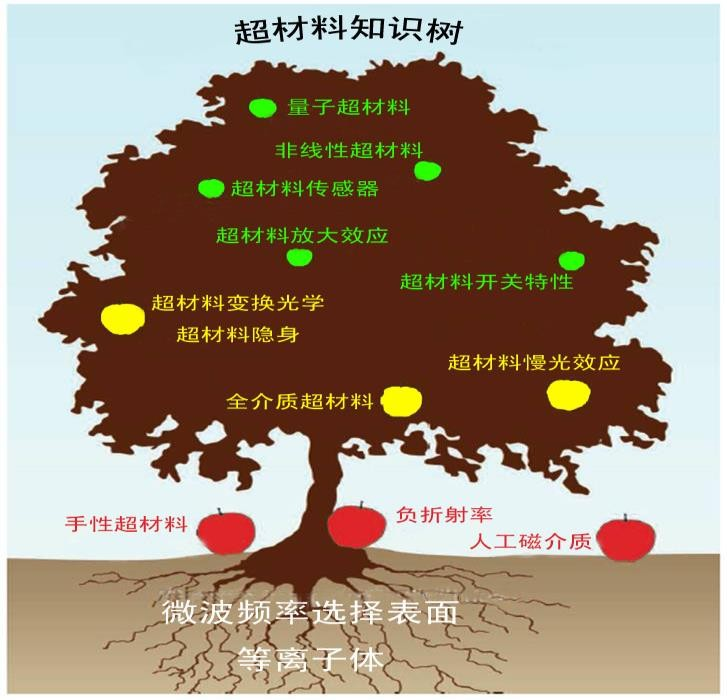 超材料知识树
量子超材料
非线性超材料
超材料传感器
超材料放大效应
超材料开关特性
超材料变换光学
超材料隐身
超材料慢光效应
全介质超材料
手性超材料
负折射率
人工磁介质
微波频率选择表面
等离子体